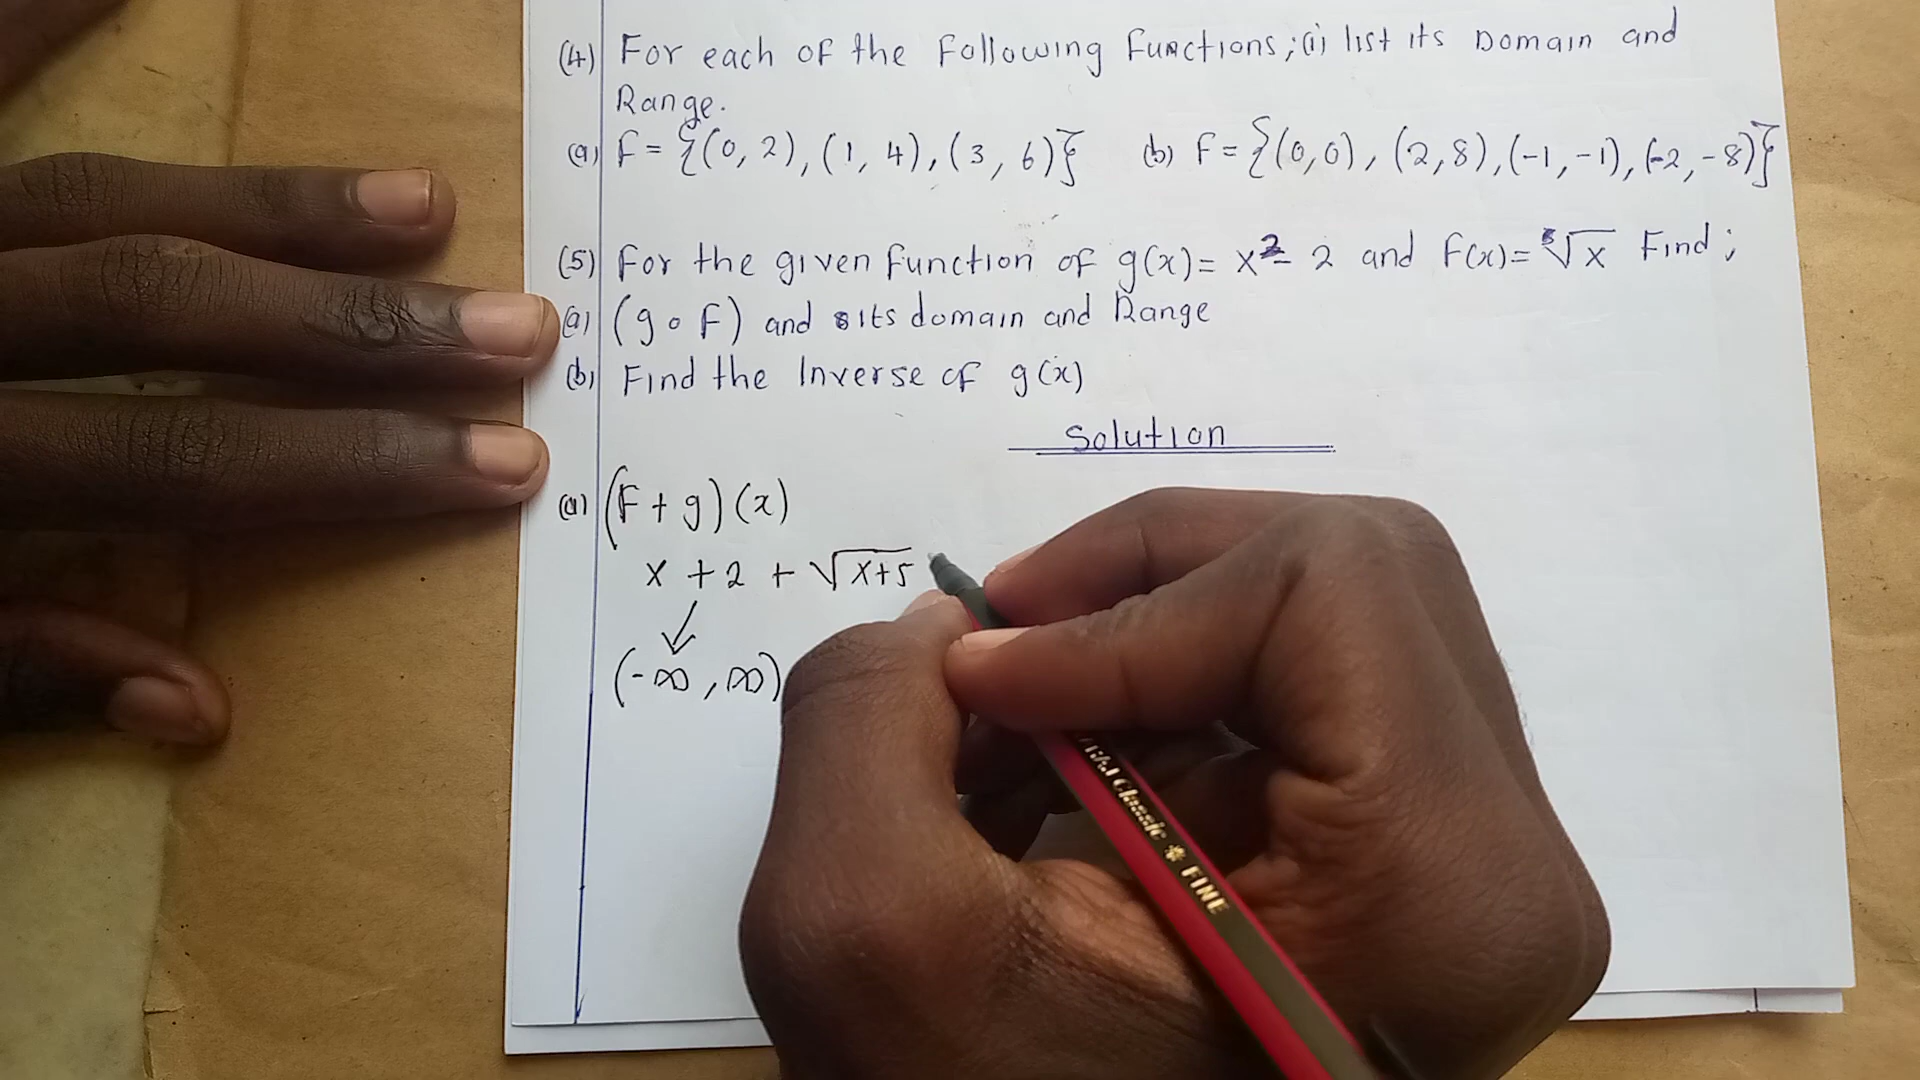 (4) For each of the Following Functions; (i) list its Domain and
Range.
(a) F = {(0, 2), (1, 4), (3, 6)} (b) F = {(0,0), (2,8), (-1,-1), (-2,-8)}
(5) For the given function of g(x) = x² - 2 and F(x) = ∛x Find;
(a) (g ∘ F) and its domain and Range
(b) Find the Inverse of g(x)
Solution
(a) (F + g)(x)
x + 2 + √x+5
↓
(-∞, ∞)
Classic * FINE